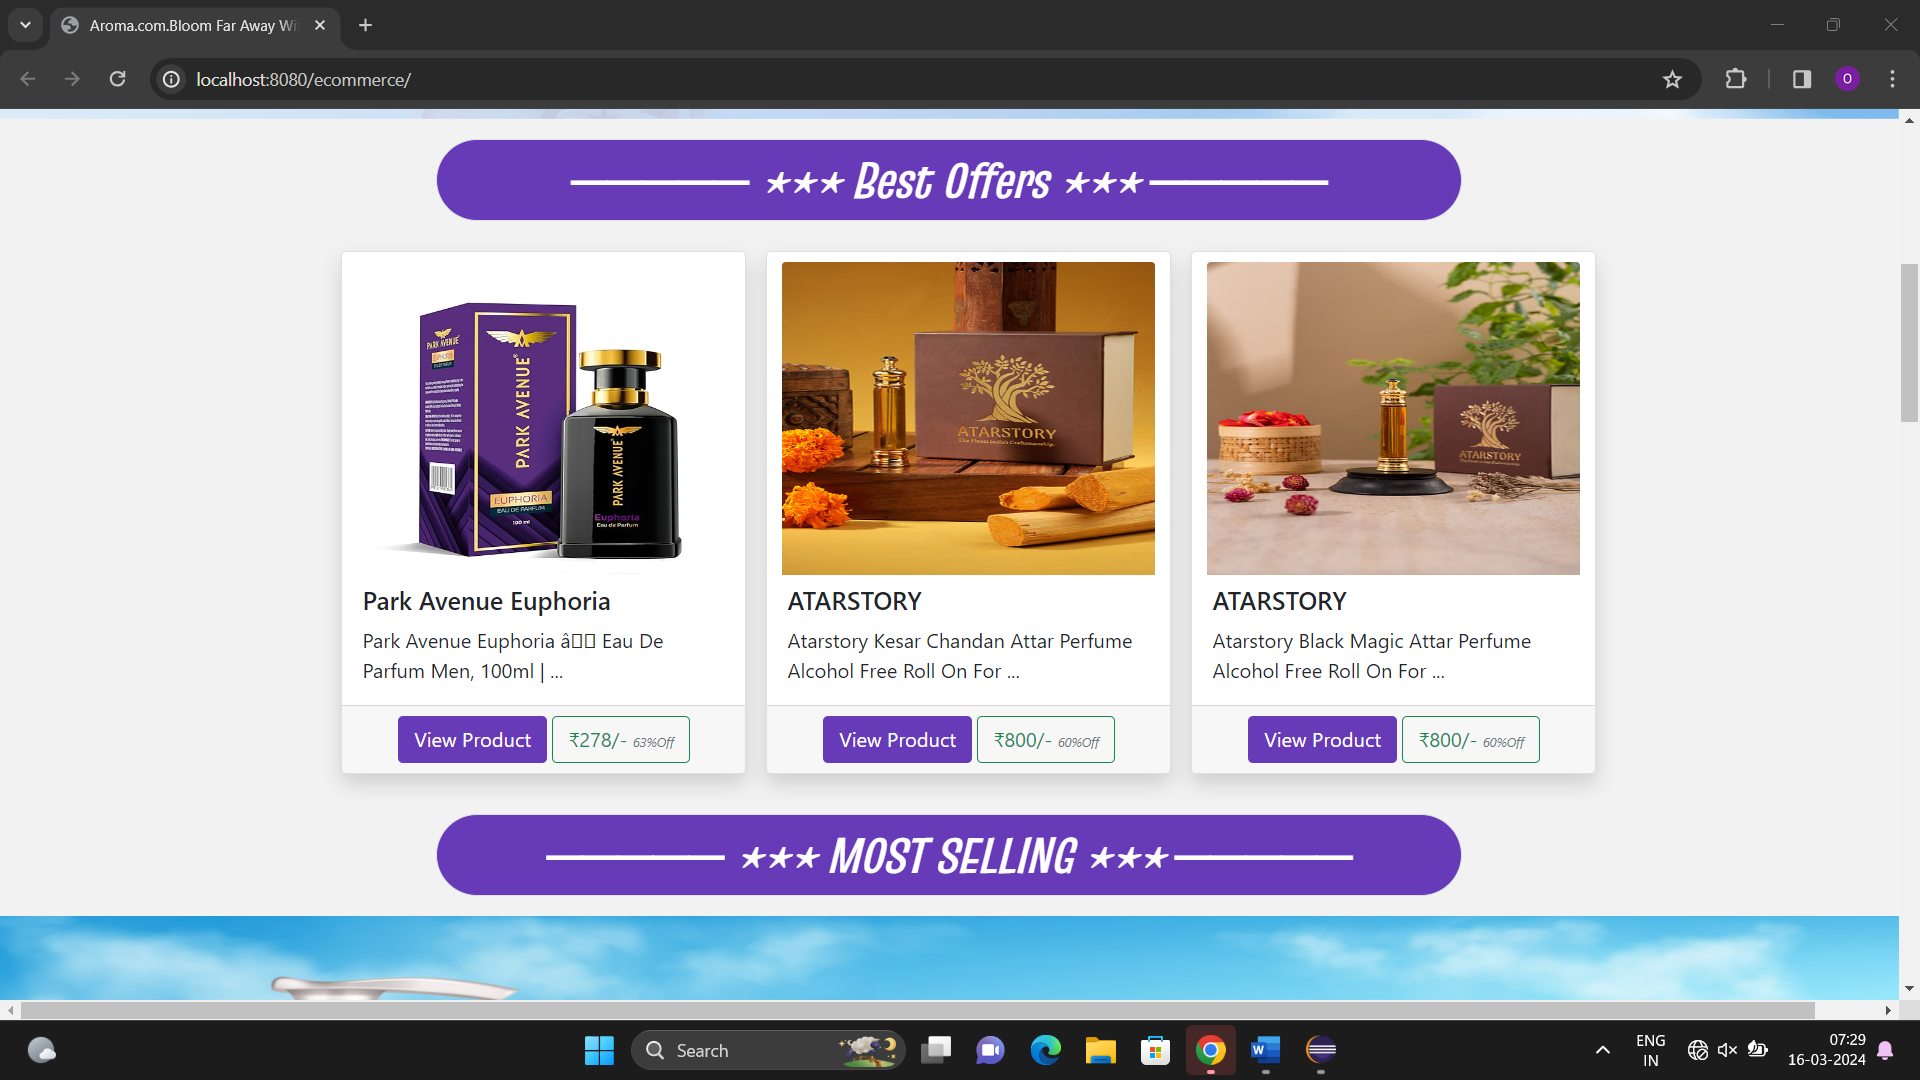 Aroma.com.Bloom Far Away Wi
localhost:8080/ecommerce/
O
——— ⋆⋆⋆ Best Offers ⋆⋆⋆ ———
PARK AVENUE
EUPHORIA
PARK AVENUE
EUPHORIA
EAU DE PARFUM
100 ml
PARK AVENUE
Euphoria
Eau de Parfum
ATARSTORY
The Finest India's Craftsmanship.
ATARSTORY
Park Avenue Euphoria
Park Avenue Euphoria â▯▯ Eau De
Parfum Men, 100ml | ...
View Product
₹278/- 63%Off
ATARSTORY
Atarstory Kesar Chandan Attar Perfume
Alcohol Free Roll On For ...
View Product
₹800/- 60%Off
ATARSTORY
Atarstory Black Magic Attar Perfume
Alcohol Free Roll On For ...
View Product
₹800/- 60%Off
——— ⋆⋆⋆ MOST SELLING ⋆⋆⋆ ———
Search
W
ENG
IN
07:29
16-03-2024